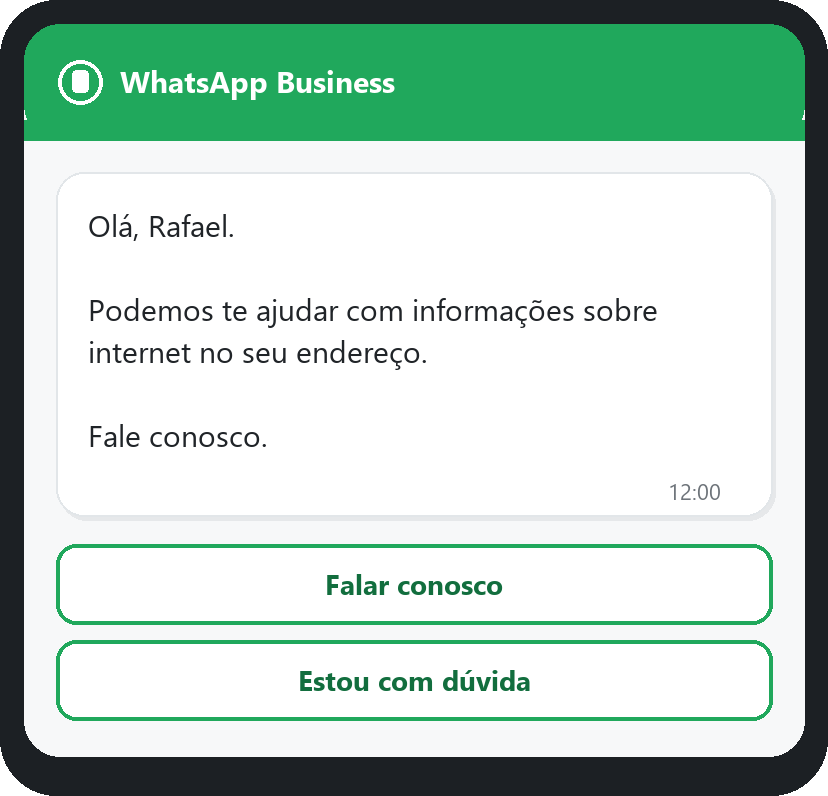 WhatsApp Business
Olá, Rafael.
Podemos te ajudar com informações sobre
internet no seu endereço.
Fale conosco.
12:00
Falar conosco
Estou com dúvida